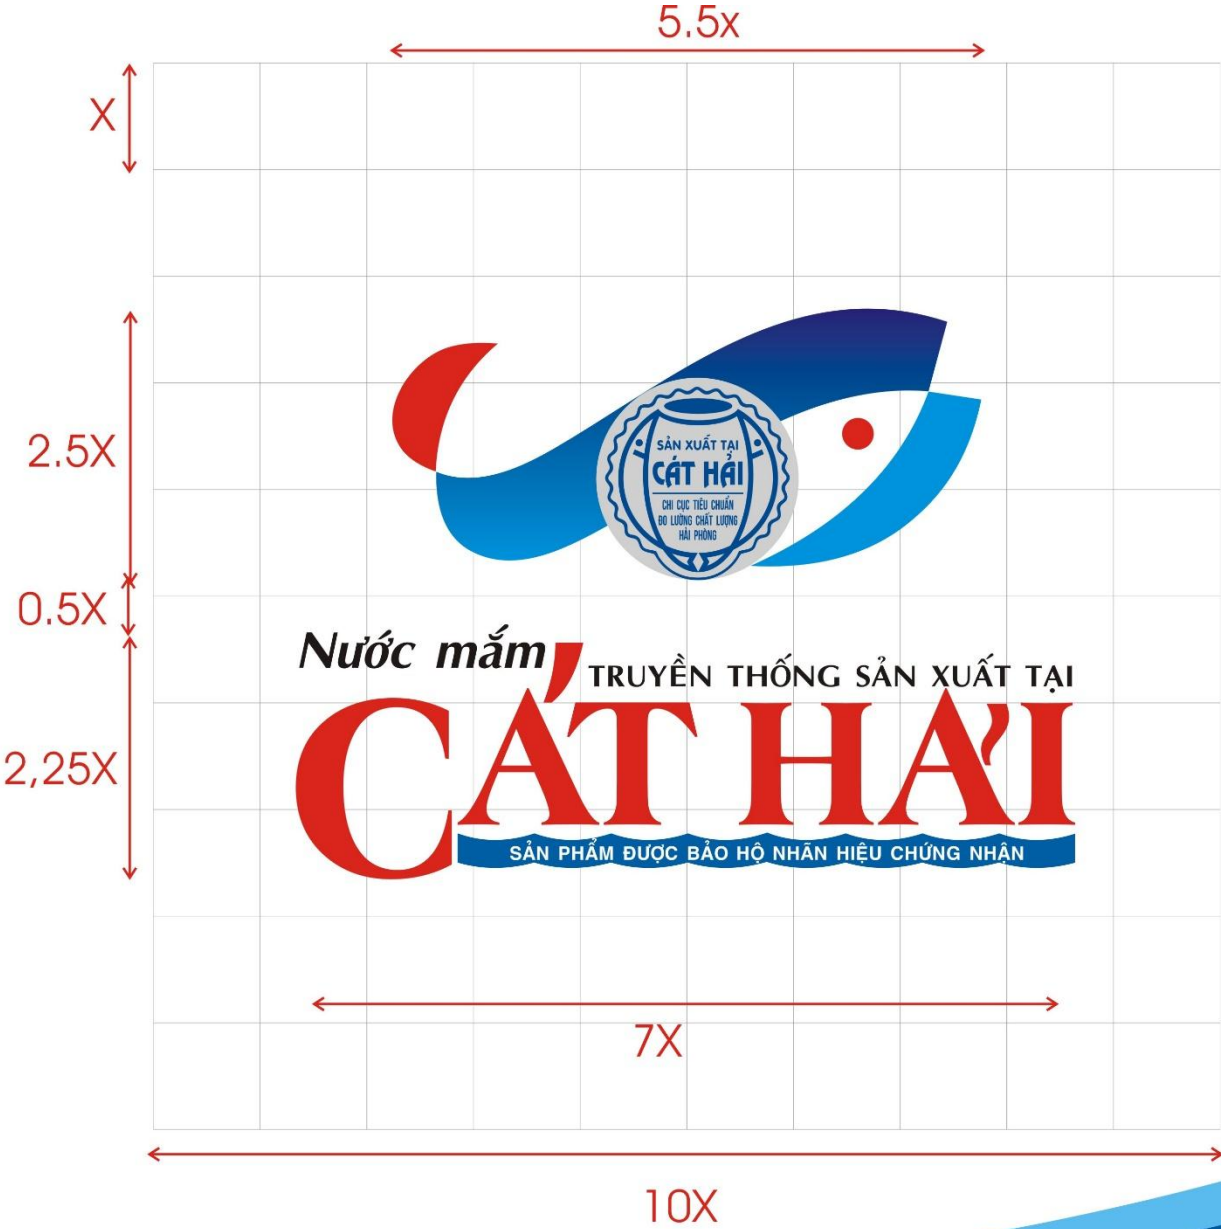 5.5x
X
2.5X
SẢN XUẤT TẠI
CÁT HẢI
CHI CỤC TIÊU CHUẨN
ĐO LƯỜNG CHẤT LƯỢNG
HẢI PHÒNG
0.5X
Nước mắm
TRUYỀN THỐNG SẢN XUẤT TẠI
CÁT HẢI
2,25X
SẢN PHẨM ĐƯỢC BẢO HỘ NHÃN HIỆU CHỨNG NHẬN
7X
10X